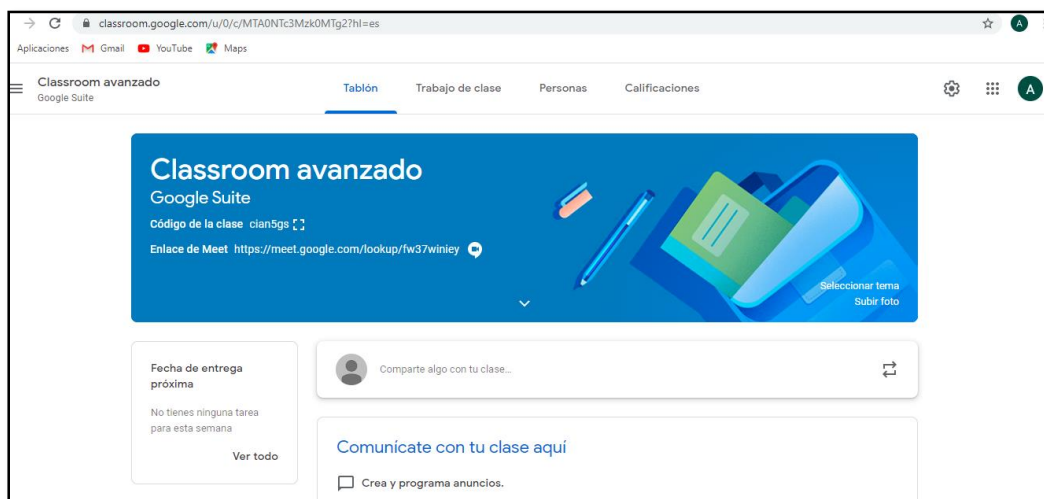 classroom.google.com/u/0/c/MTA0NTc3Mzk0MTg2?hl=es
A
Aplicaciones Gmail YouTube Maps
Classroom avanzado
Google Suite
Tablón Trabajo de clase Personas Calificaciones
A
Classroom avanzado
Google Suite
Código de la clase cian5gs
Enlace de Meet https://meet.google.com/lookup/fw37winiey
Seleccionar tema
Subir foto
Fecha de entrega
próxima
No tienes ninguna tarea
para esta semana
Ver todo
Comparte algo con tu clase...
Comunícate con tu clase aquí
Crea y programa anuncios.